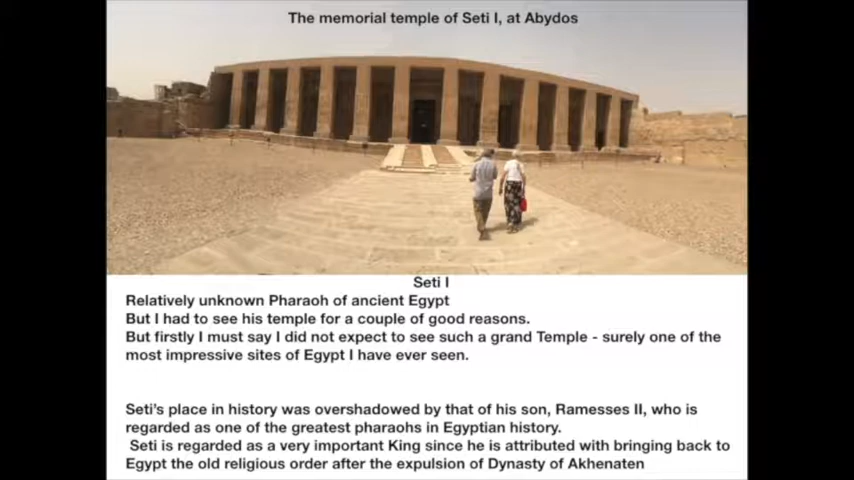 The memorial temple of Seti I, at Abydos
Seti I
Relatively unknown Pharaoh of ancient Egypt
But I had to see his temple for a couple of good reasons.
But firstly I must say I did not expect to see such a grand Temple - surely one of the
most impressive sites of Egypt I have ever seen.
Seti's place in history was overshadowed by that of his son, Ramesses II, who is
regarded as one of the greatest pharaohs in Egyptian history.
Seti is regarded as a very important King since he is attributed with bringing back to
Egypt the old religious order after the expulsion of Dynasty of Akhenaten